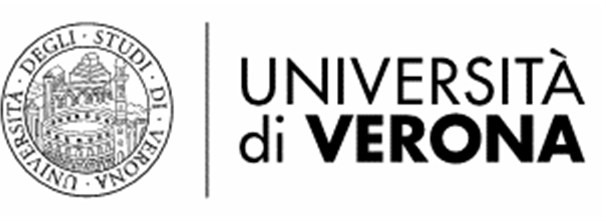 UNIVERSITÀ · DEGLI · STUDI · DI · VERONA ·
UNIVERSITÀ
di VERONA